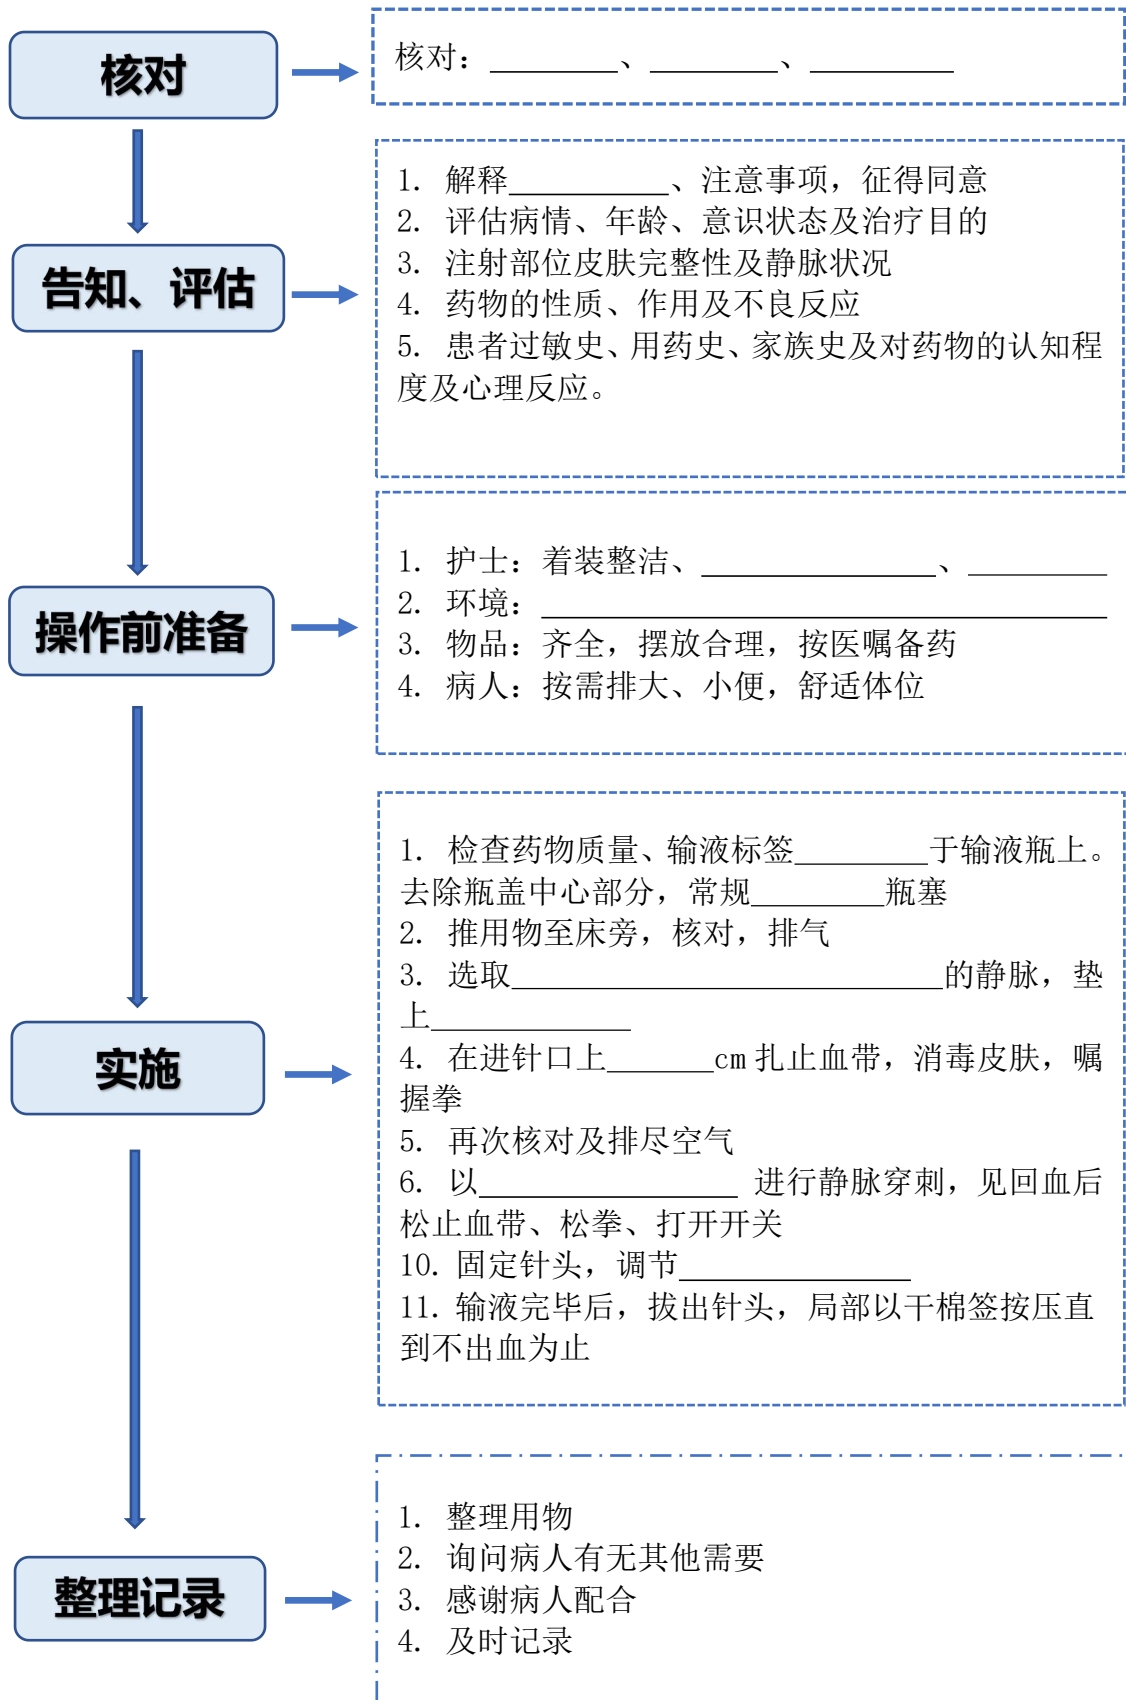 核对
核对：________、________、_________
告知、评估
1. 解释__________、注意事项，征得同意
2. 评估病情、年龄、意识状态及治疗目的
3. 注射部位皮肤完整性及静脉状况
4. 药物的性质、作用及不良反应
5. 患者过敏史、用药史、家族史及对药物的认知程
度及心理反应。
操作前准备
1. 护士：着装整洁、_______________、_________
2. 环境：____________________________________
3. 物品：齐全，摆放合理，按医嘱备药
4. 病人：按需排大、小便，舒适体位
实施
1. 检查药物质量、输液标签________于输液瓶上。
去除瓶盖中心部分，常规________瓶塞
2. 推用物至床旁，核对，排气
3. 选取___________________________的静脉，垫
上____________
4. 在进针口上______cm 扎止血带，消毒皮肤，嘱
握拳
5. 再次核对及排尽空气
6. 以________________ 进行静脉穿刺，见回血后
松止血带、松拳、打开开关
10. 固定针头，调节______________
11. 输液完毕后，拔出针头，局部以干棉签按压直
到不出血为止
整理记录
1. 整理用物
2. 询问病人有无其他需要
3. 感谢病人配合
4. 及时记录